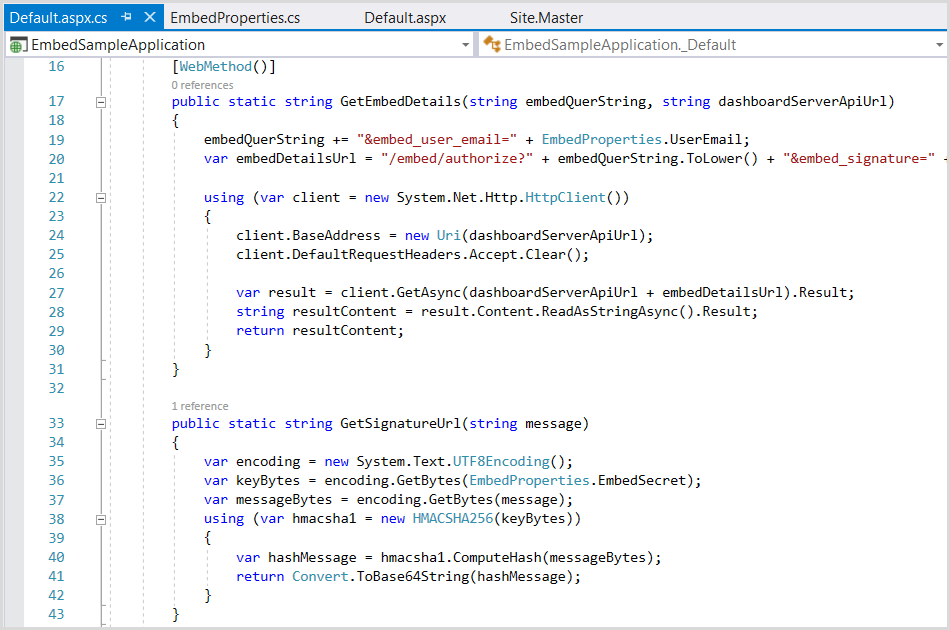 Default.aspx.cs EmbedProperties.cs Default.aspx Site.Master
EmbedSampleApplication EmbedSampleApplication._Default
16 [WebMethod()]
0 references
17 public static string GetEmbedDetails(string embedQuerString, string dashboardServerApiUrl)
18 {
19 embedQuerString += "&embed_user_email=" + EmbedProperties.UserEmail;
20 var embedDetailsUrl = "/embed/authorize?" + embedQuerString.ToLower() + "&embed_signature=" +
21
22 using (var client = new System.Net.Http.HttpClient())
23 {
24 client.BaseAddress = new Uri(dashboardServerApiUrl);
25 client.DefaultRequestHeaders.Accept.Clear();
26
27 var result = client.GetAsync(dashboardServerApiUrl + embedDetailsUrl).Result;
28 string resultContent = result.Content.ReadAsStringAsync().Result;
29 return resultContent;
30 }
31 }
32
1 reference
33 public static string GetSignatureUrl(string message)
34 {
35 var encoding = new System.Text.UTF8Encoding();
36 var keyBytes = encoding.GetBytes(EmbedProperties.EmbedSecret);
37 var messageBytes = encoding.GetBytes(message);
38 using (var hmacsha1 = new HMACSHA256(keyBytes))
39 {
40 var hashMessage = hmacsha1.ComputeHash(messageBytes);
41 return Convert.ToBase64String(hashMessage);
42 }
43 }